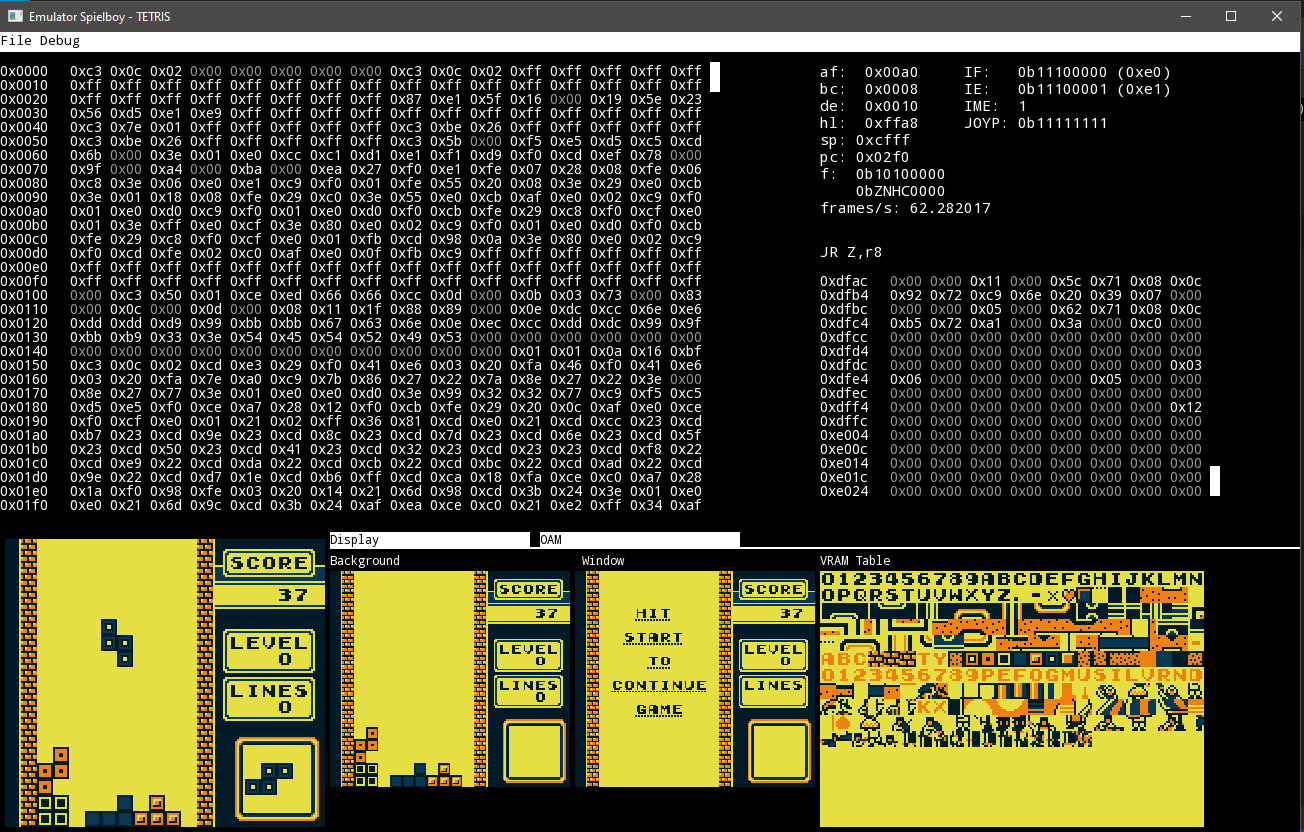 Emulator Spielboy - TETRIS
File Debug
0x0000 0xc3 0x0c 0x02 0x00 0x00 0x00 0x00 0x00 0xc3 0x0c 0x02 0xff 0xff 0xff 0xff 0xff
0x0010 0xff 0xff 0xff 0xff 0xff 0xff 0xff 0xff 0xff 0xff 0xff 0xff 0xff 0xff 0xff 0xff
0x0020 0xff 0xff 0xff 0xff 0xff 0xff 0xff 0xff 0x87 0xe1 0x5f 0x16 0x00 0x19 0x5e 0x23
0x0030 0x56 0xd5 0xe1 0xe9 0xff 0xff 0xff 0xff 0xff 0xff 0xff 0xff 0xff 0xff 0xff 0xff
0x0040 0xc3 0x7e 0x01 0xff 0xff 0xff 0xff 0xff 0xc3 0xbe 0x26 0xff 0xff 0xff 0xff 0xff
0x0050 0xc3 0xbe 0x26 0xff 0xff 0xff 0xff 0xff 0xc3 0x5b 0x00 0xf5 0xe5 0xd5 0xc5 0xcd
0x0060 0x6b 0x00 0x3e 0x01 0xe0 0xcc 0xc1 0xd1 0xe1 0xf1 0xd9 0xf0 0xcd 0xef 0x78 0x00
0x0070 0x9f 0x00 0xa4 0x00 0xba 0x00 0xea 0x27 0xf0 0xe1 0xfe 0x07 0x28 0x08 0xfe 0x06
0x0080 0xc8 0x3e 0x06 0xe0 0xe1 0xc9 0xf0 0x01 0xfe 0x55 0x20 0x08 0x3e 0x29 0xe0 0xcb
0x0090 0x3e 0x01 0x18 0x08 0xfe 0x29 0xc0 0x3e 0x55 0xe0 0xcb 0xaf 0xe0 0x02 0xc9 0xf0
0x00a0 0x01 0xe0 0xd0 0xc9 0xf0 0x01 0xe0 0xd0 0xf0 0xcb 0xfe 0x29 0xc8 0xf0 0xcf 0xe0
0x00b0 0x01 0x3e 0xff 0xe0 0xcf 0x3e 0x80 0xe0 0x02 0xc9 0xf0 0x01 0xe0 0xd0 0xf0 0xcb
0x00c0 0xfe 0x29 0xc8 0xf0 0xcf 0xe0 0x01 0xfb 0xcd 0x98 0x0a 0x3e 0x80 0xe0 0x02 0xc9
0x00d0 0xf0 0xcd 0xfe 0x02 0xc0 0xaf 0xe0 0x0f 0xfb 0xc9 0xff 0xff 0xff 0xff 0xff 0xff
0x00e0 0xff 0xff 0xff 0xff 0xff 0xff 0xff 0xff 0xff 0xff 0xff 0xff 0xff 0xff 0xff 0xff
0x00f0 0xff 0xff 0xff 0xff 0xff 0xff 0xff 0xff 0xff 0xff 0xff 0xff 0xff 0xff 0xff 0xff
0x0100 0x00 0xc3 0x50 0x01 0xce 0xed 0x66 0x66 0xcc 0x0d 0x00 0x0b 0x03 0x73 0x00 0x83
0x0110 0x00 0x0c 0x00 0x0d 0x00 0x08 0x11 0x1f 0x88 0x89 0x00 0x0e 0xdc 0xcc 0x6e 0xe6
0x0120 0xdd 0xdd 0xd9 0x99 0xbb 0xbb 0x67 0x63 0x6e 0x0e 0xec 0xcc 0xdd 0xdc 0x99 0x9f
0x0130 0xbb 0xb9 0x33 0x3e 0x54 0x45 0x54 0x52 0x49 0x53 0x00 0x00 0x00 0x00 0x00 0x00
0x0140 0x00 0x00 0x00 0x00 0x00 0x00 0x00 0x00 0x00 0x00 0x00 0x01 0x01 0x0a 0x16 0xbf
0x0150 0xc3 0x0c 0x02 0xcd 0xe3 0x29 0xf0 0x41 0xe6 0x03 0x20 0xfa 0x46 0xf0 0x41 0xe6
0x0160 0x03 0x20 0xfa 0x7e 0xa0 0xc9 0x7b 0x86 0x27 0x22 0x7a 0x8e 0x27 0x22 0x3e 0x00
0x0170 0x8e 0x27 0x77 0x3e 0x01 0xe0 0xe0 0xd0 0x3e 0x99 0x32 0x32 0x77 0xc9 0xf5 0xc5
0x0180 0xd5 0xe5 0xf0 0xce 0xa7 0x28 0x12 0xf0 0xcb 0xfe 0x29 0x20 0x0c 0xaf 0xe0 0xce
0x0190 0xf0 0xcf 0xe0 0x01 0x21 0x02 0xff 0x36 0x81 0xcd 0xe0 0x21 0xcd 0xcc 0x23 0xcd
0x01a0 0xb7 0x23 0xcd 0x9e 0x23 0xcd 0x8c 0x23 0xcd 0x7d 0x23 0xcd 0x6e 0x23 0xcd 0x5f
0x01b0 0x23 0xcd 0x50 0x23 0xcd 0x41 0x23 0xcd 0x32 0x23 0xcd 0x23 0x23 0xcd 0xf8 0x22
0x01c0 0xcd 0xe9 0x22 0xcd 0xda 0x22 0xcd 0xcb 0x22 0xcd 0xbc 0x22 0xcd 0xad 0x22 0xcd
0x01d0 0x9e 0x22 0xcd 0xd7 0x1e 0xcd 0xb6 0xff 0xcd 0xca 0x18 0xfa 0xce 0xc0 0xa7 0x28
0x01e0 0x1a 0xf0 0x98 0xfe 0x03 0x20 0x14 0x21 0x6d 0x98 0xcd 0x3b 0x24 0x3e 0x01 0xe0
0x01f0 0xe0 0x21 0x6d 0x9c 0xcd 0x3b 0x24 0xaf 0xea 0xce 0xc0 0x21 0xe2 0xff 0x34 0xaf
af: 0x00a0 IF: 0b11100000 (0xe0)
bc: 0x0008 IE: 0b11100001 (0xe1)
de: 0x0010 IME: 1
hl: 0xffa8 JOYP: 0b11111111
sp: 0xcfff
pc: 0x02f0
f: 0b10100000
0bZNHC0000
frames/s: 62.282017
JR Z,r8
0xdfac 0x00 0x00 0x11 0x00 0x5c 0x71 0x08 0x0c
0xdfb4 0x92 0x72 0xc9 0x6e 0x20 0x39 0x07 0x00
0xdfbc 0x00 0x00 0x05 0x00 0x62 0x71 0x08 0x0c
0xdfc4 0xb5 0x72 0xa1 0x00 0x3a 0x00 0xc0 0x00
0xdfcc 0x00 0x00 0x00 0x00 0x00 0x00 0x00 0x00
0xdfd4 0x00 0x00 0x00 0x00 0x00 0x00 0x00 0x00
0xdfdc 0x00 0x00 0x00 0x00 0x00 0x00 0x00 0x03
0xdfe4 0x06 0x00 0x00 0x00 0x00 0x05 0x00 0x00
0xdfec 0x00 0x00 0x00 0x00 0x00 0x00 0x00 0x00
0xdff4 0x00 0x00 0x00 0x00 0x00 0x00 0x00 0x12
0xdffc 0x00 0x00 0x00 0x00 0x00 0x00 0x00 0x00
0xe004 0x00 0x00 0x00 0x00 0x00 0x00 0x00 0x00
0xe00c 0x00 0x00 0x00 0x00 0x00 0x00 0x00 0x00
0xe014 0x00 0x00 0x00 0x00 0x00 0x00 0x00 0x00
0xe01c 0x00 0x00 0x00 0x00 0x00 0x00 0x00 0x00
0xe024 0x00 0x00 0x00 0x00 0x00 0x00 0x00 0x00
SCORE
37
LEVEL
0
LINES
0
Display
OAM
Background
SCORE
37
LEVEL
0
LINES
0
Window
HIT
START
TO
CONTINUE
GAME
SCORE
37
LEVEL
0
LINES
VRAM Table
0123456789ABCDEFGHIJKLMN
OPQRSTUVWXYZ.-×
ABC TY
0123456789PEFOGMUSILVRND
KX